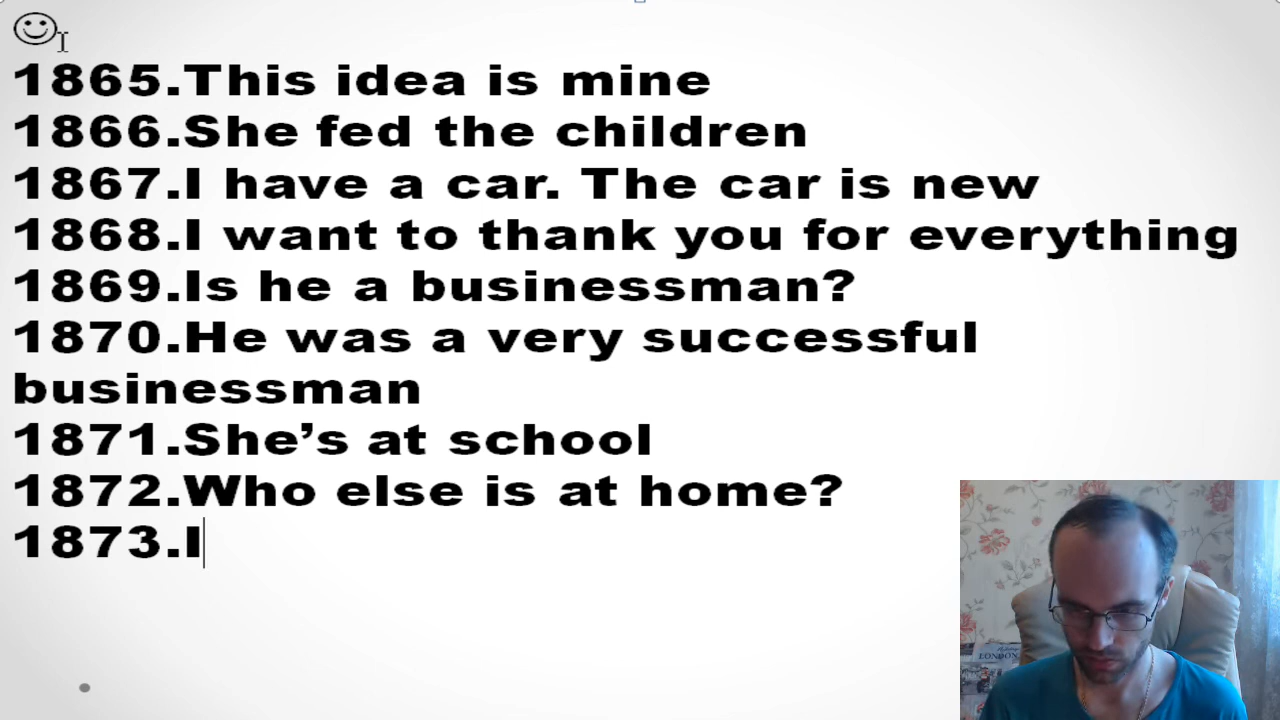 1865.This idea is mine
1866.She fed the children
1867.I have a car. The car is new
1868.I want to thank you for everything
1869.Is he a businessman?
1870.He was a very successful
businessman
1871.She’s at school
1872.Who else is at home?
1873.I
LONDON